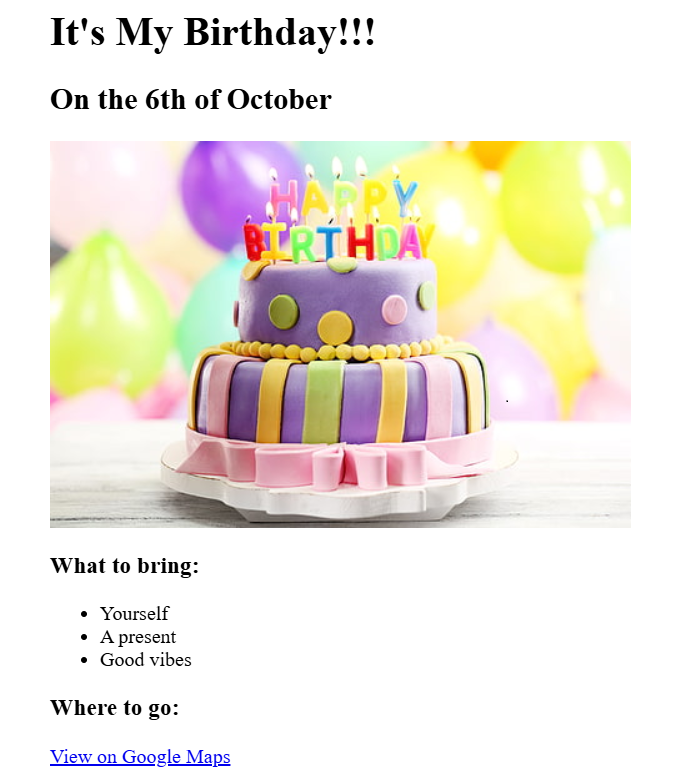 It's My Birthday!!!
On the 6th of October
HAPPY
BIRTHDAY
What to bring:
Yourself
A present
Good vibes
Where to go:
View on Google Maps